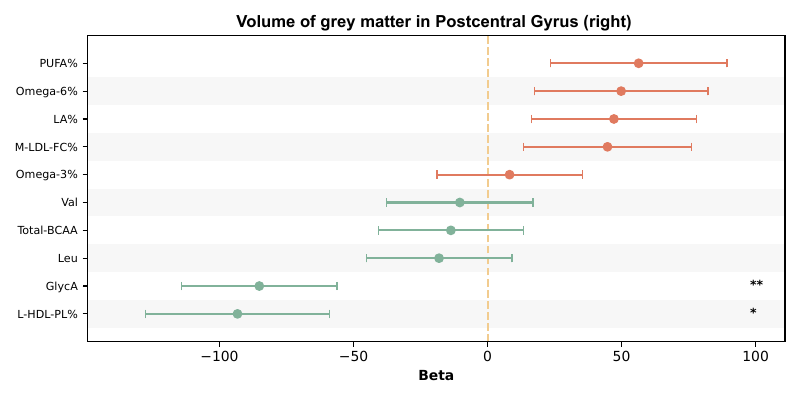 Volume of grey matter in Postcentral Gyrus (right)
PUFA%
Omega-6%
LA%
M-LDL-FC%
Omega-3%
Val
Total-BCAA
Leu
GlycA **
L-HDL-PL% *
−100 −50 0 50 100
Beta